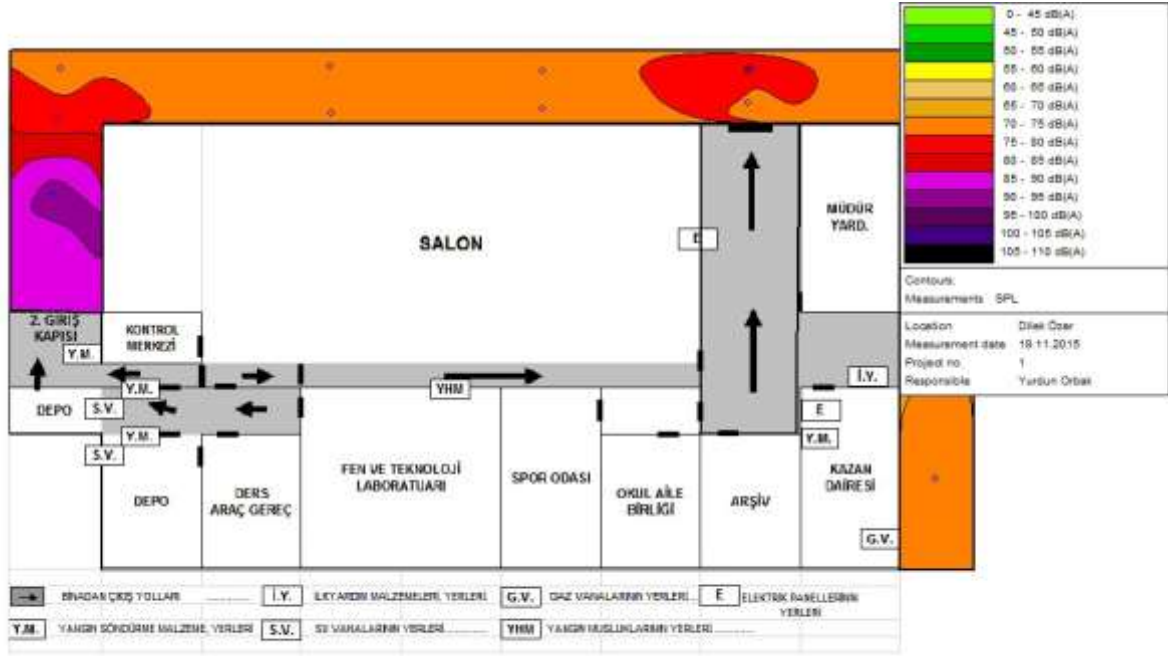 0 - 45 dB(A)
45 - 50 dB(A)
50 - 55 dB(A)
55 - 60 dB(A)
60 - 65 dB(A)
65 - 70 dB(A)
70 - 75 dB(A)
75 - 80 dB(A)
80 - 85 dB(A)
85 - 90 dB(A)
90 - 95 dB(A)
95 - 100 dB(A)
100 - 105 dB(A)
105 - 110 dB(A)
Contours:
Measurements SPL
Location Dilek Özer
Measurement date 19.11.2015
Project no 1
Responsible Yurdun Orbak
MÜDÜR
YARD.
SALON
E
2. GİRİŞ
KAPISI
Y.M.
KONTROL
MERKEZİ
Y.M.
YHM
İ.Y.
DEPO
S.V.
E
Y.M.
Y.M.
S.V.
DEPO
DERS
ARAÇ GEREÇ
FEN VE TEKNOLOJİ
LABORATUARI
SPOR ODASI
OKUL AİLE
BİRLİĞİ
ARŞİV
KAZAN
DAİRESİ
G.V.
BİNADAN ÇIKIŞ YOLLARI ............
İ.Y. İLKYARDIM MALZEMELERİ, YERLERİ
G.V. GAZ VANALARININ YERLERİ....
E ELEKTRİK PANELLERİNİN
YERLERİ
Y.M. YANGIN SÖNDÜRME MALZEME, YERLERİ
S.V. SU VANALARININ YERLERİ............
YHM YANGIN MUSLUKLARININ YERLERİ............